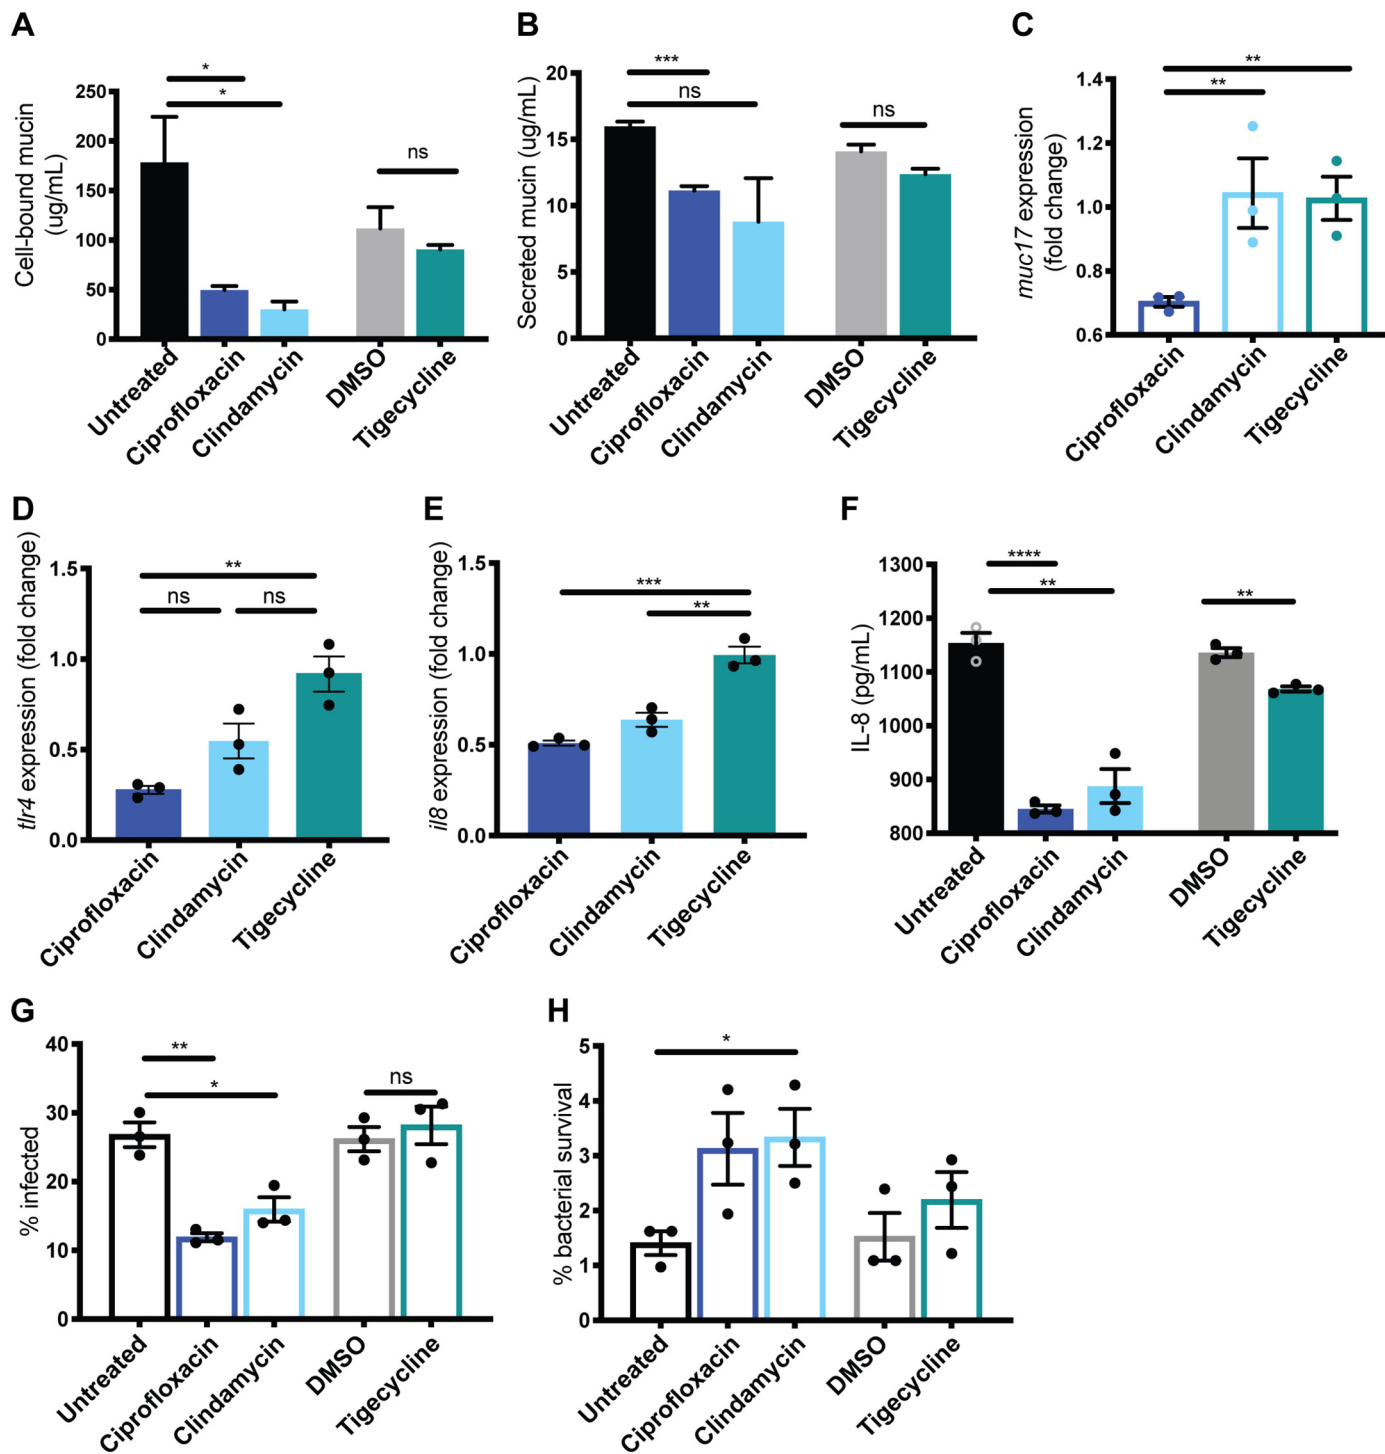 A
Cell-bound mucin
(ug/mL)
250
200
150
100
50
0
*
*
ns
Untreated
Ciprofloxacin
Clindamycin
DMSO
Tigecycline
B
Secreted mucin (ug/mL)
20
15
10
5
0
***
ns
ns
Untreated
Ciprofloxacin
Clindamycin
DMSO
Tigecycline
C
muc17 expression
(fold change)
1.4
1.2
1.0
0.8
0.6
**
**
Ciprofloxacin
Clindamycin
Tigecycline
D
tlr4 expression (fold change)
1.5
1.0
0.5
0.0
**
ns
ns
Ciprofloxacin
Clindamycin
Tigecycline
E
il8 expression (fold change)
1.5
1.0
0.5
0.0
***
**
Ciprofloxacin
Clindamycin
Tigecycline
F
IL-8 (pg/mL)
1300
1200
1100
1000
900
800
****
**
**
Untreated
Ciprofloxacin
Clindamycin
DMSO
Tigecycline
G
% infected
40
30
20
10
0
**
*
ns
Untreated
Ciprofloxacin
Clindamycin
DMSO
Tigecycline
H
% bacterial survival
5
4
3
2
1
0
*
Untreated
Ciprofloxacin
Clindamycin
DMSO
Tigecycline